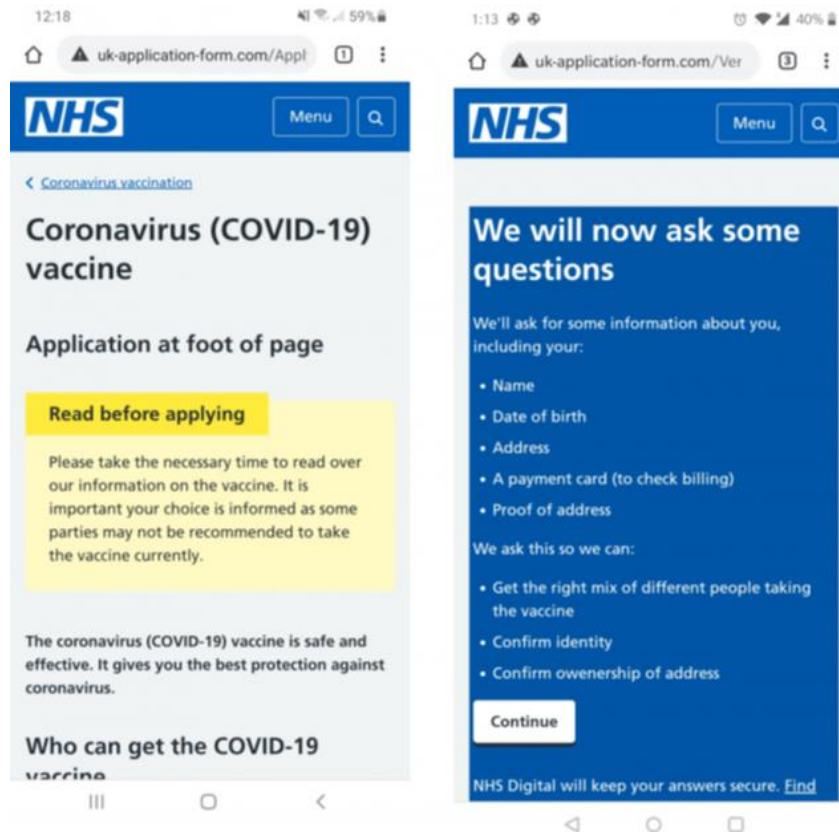 12:18
59%
uk-application-form.com/Appl
1
NHS
Menu
Coronavirus vaccination
Coronavirus (COVID-19)
vaccine
Application at foot of page
Read before applying
Please take the necessary time to read over
our information on the vaccine. It is
important your choice is informed as some
parties may not be recommended to take
the vaccine currently.
The coronavirus (COVID-19) vaccine is safe and
effective. It gives you the best protection against
coronavirus.
Who can get the COVID-19
vaccine
1:13
40%
uk-application-form.com/Ver
3
NHS
Menu
We will now ask some
questions
We'll ask for some information about you,
including your:
• Name
• Date of birth
• Address
• A payment card (to check billing)
• Proof of address
We ask this so we can:
• Get the right mix of different people taking
the vaccine
• Confirm identity
• Confirm owenership of address
Continue
NHS Digital will keep your answers secure. Find